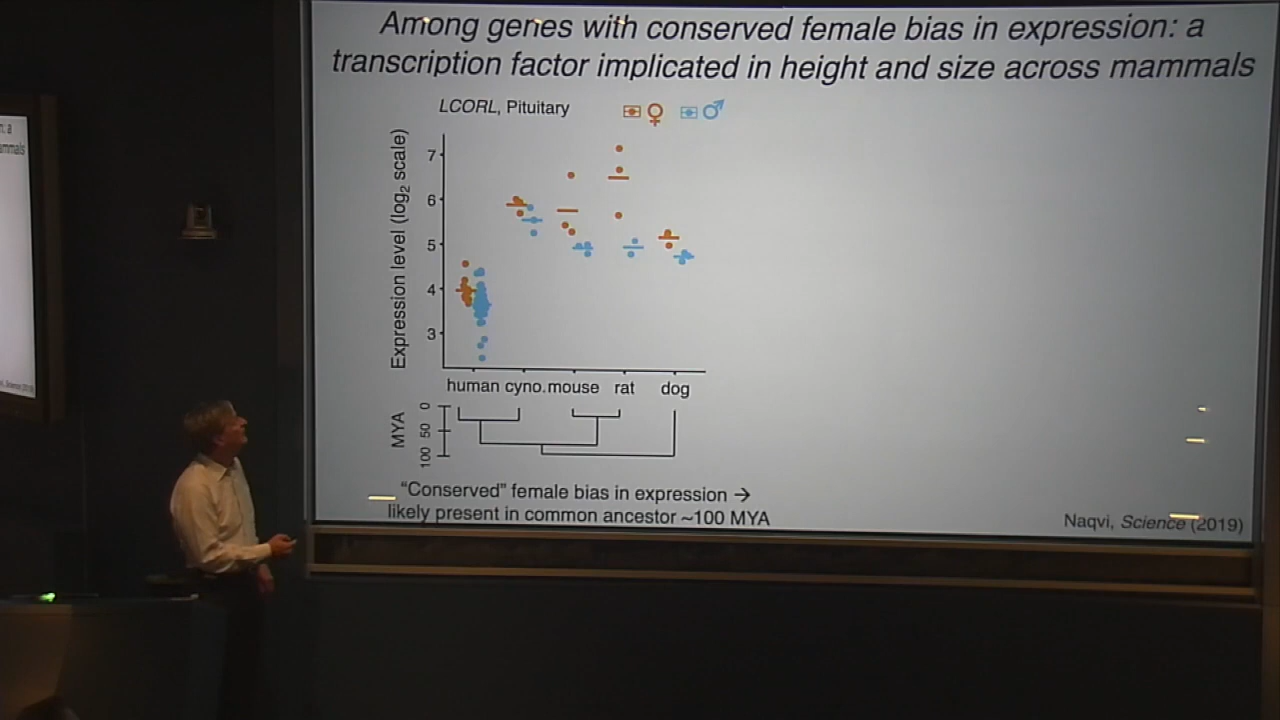 Among genes with conserved female bias in expression: a
transcription factor implicated in height and size across mammals
LCORL, Pituitary
♀ ♂
Expression level (log₂ scale)
7
6
5
4
3
human cyno. mouse rat dog
MYA
0
50
100
“Conserved” female bias in expression →
likely present in common ancestor ~100 MYA
Naqvi, Science (2019)